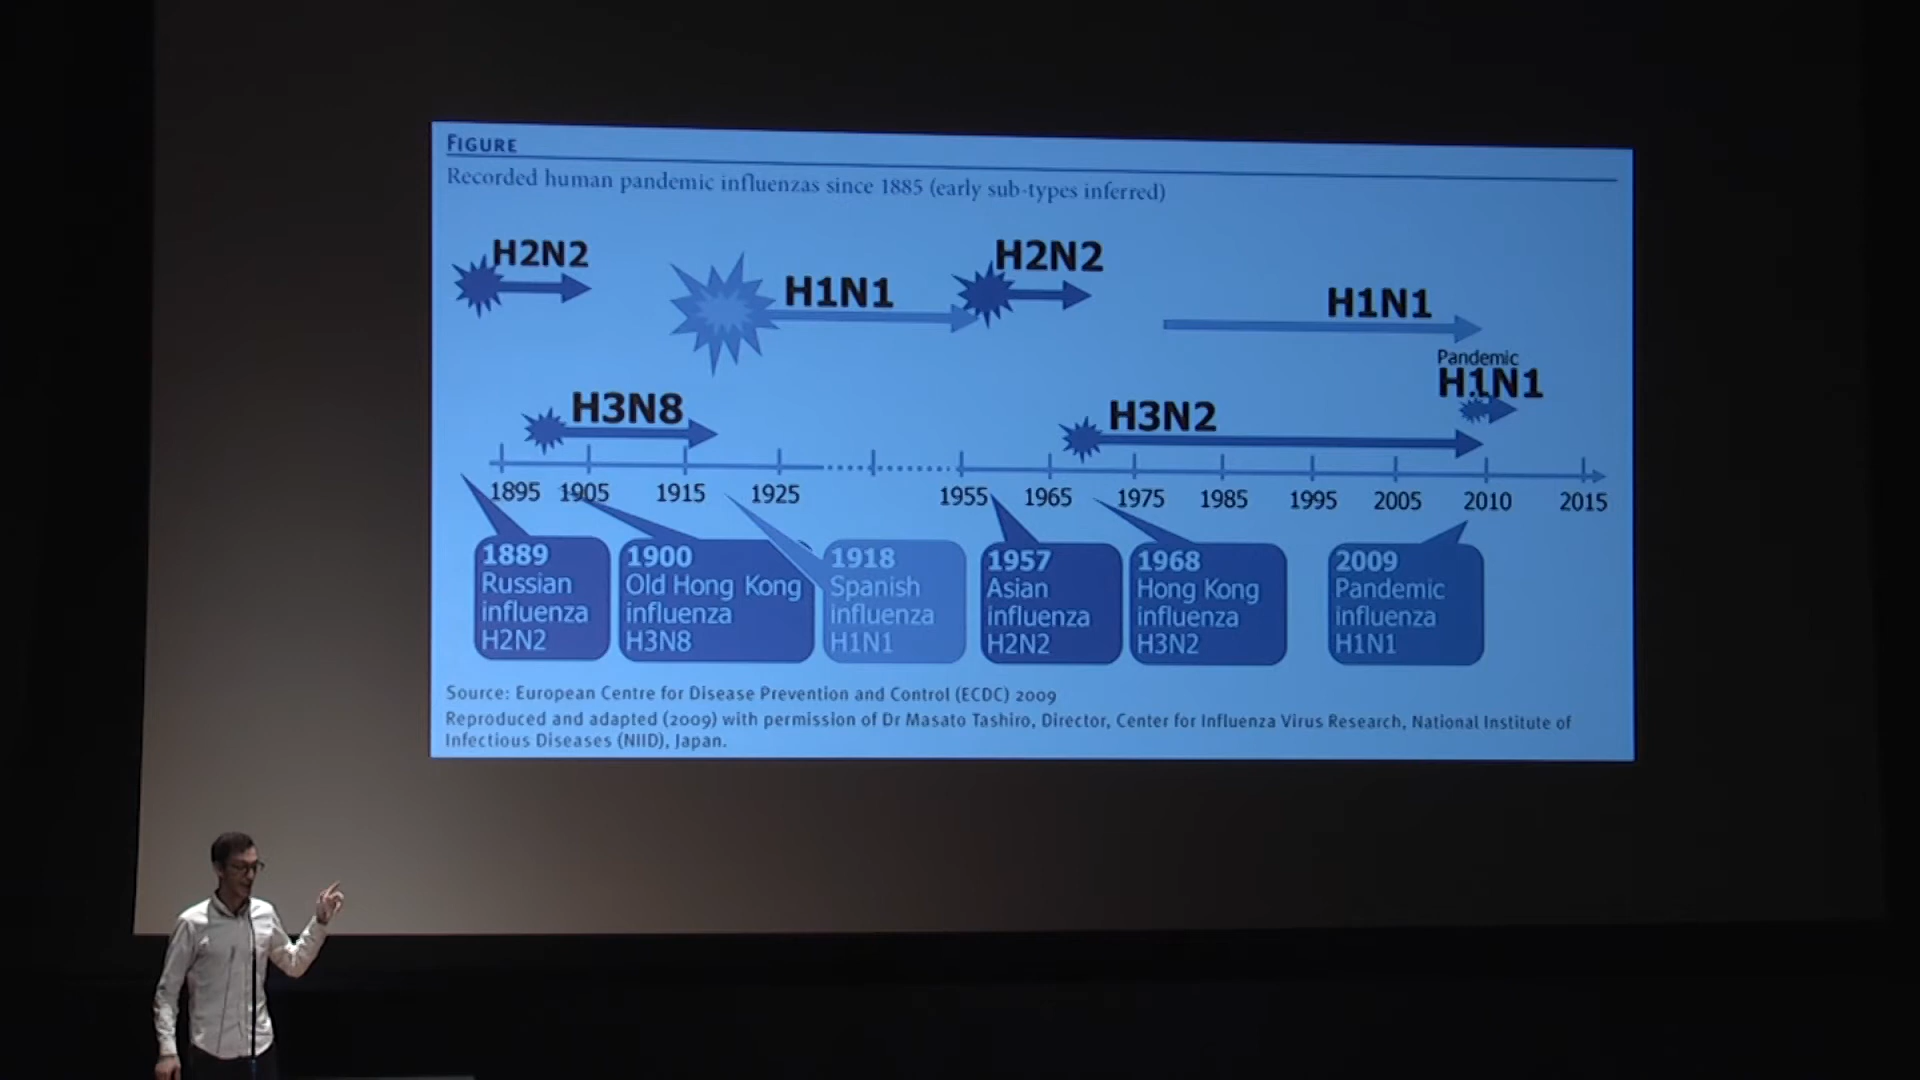 FIGURE
Recorded human pandemic influenzas since 1885 (early sub-types inferred)
H2N2
H1N1
H2N2
H1N1
Pandemic
H1N1
H3N8
H3N2
1895 1905 1915 1925 1955 1965 1975 1985 1995 2005 2010 2015
1889
Russian
influenza
H2N2
1900
Old Hong Kong
influenza
H3N8
1918
Spanish
influenza
H1N1
1957
Asian
influenza
H2N2
1968
Hong Kong
influenza
H3N2
2009
Pandemic
influenza
H1N1
Source: European Centre for Disease Prevention and Control (ECDC) 2009
Reproduced and adapted (2009) with permission of Dr Masato Tashiro, Director, Center for Influenza Virus Research, National Institute of
Infectious Diseases (NIID), Japan.